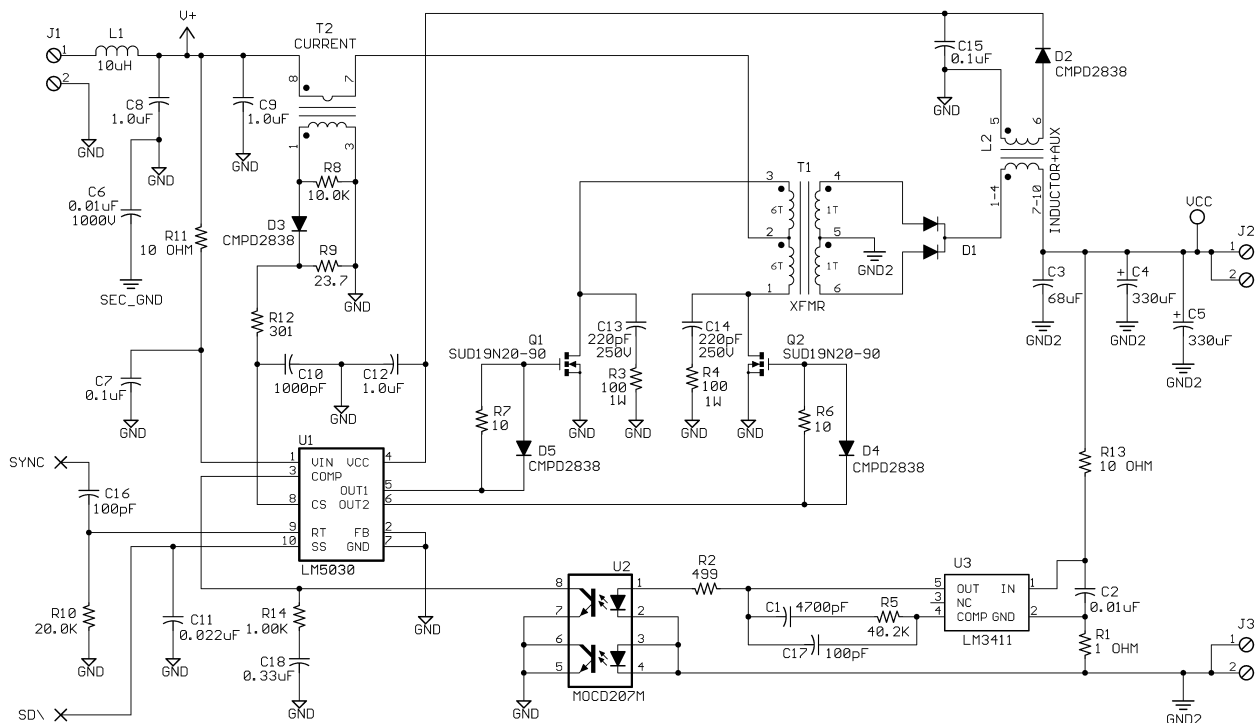 J1
1
2
L1
10uH
V+
T2
CURRENT
8
7
1
3
C8
1.0uF
C9
1.0uF
GND
GND
GND
C6
0.01uF
1000V
SEC_GND
R11
10 OHM
R8
10.0K
D3
CMPD2838
R9
23.7
GND
R12
301
C7
0.1uF
GND
C10
1000pF
C12
1.0uF
GND
C15
0.1uF
GND
D2
CMPD2838
L2
5
6
1-4
7-10
INDUCTOR+AUX
T1
3
4
6T
1T
2
5
6T
1T
1
6
XFMR
GND2
D1
VCC
J2
1
2
C3
68uF
GND2
+
C4
330uF
GND2
+
C5
330uF
GND2
Q1
SUD19N20-90
C13
220pF
250V
R3
100
1W
GND
GND
C14
220pF
250V
R4
100
1W
GND
GND
Q2
SUD19N20-90
R7
10
D5
CMPD2838
R6
10
D4
CMPD2838
R13
10 OHM
SYNC
C16
100pF
U1
1
VIN
VCC
4
3
COMP
OUT1
5
8
CS
OUT2
6
9
RT
FB
2
10
SS
GND
7
LM5030
GND
R10
20.0K
GND
C11
0.022uF
GND
R14
1.00K
C18
0.33uF
GND
SD\
U2
8
1
7
2
6
3
5
4
MOCD207M
GND
R2
499
C1
4700pF
R5
40.2K
C17
100pF
U3
5
OUT
IN
1
3
NC
4
COMP
GND
2
LM3411
C2
0.01uF
R1
1 OHM
J3
1
2
GND2